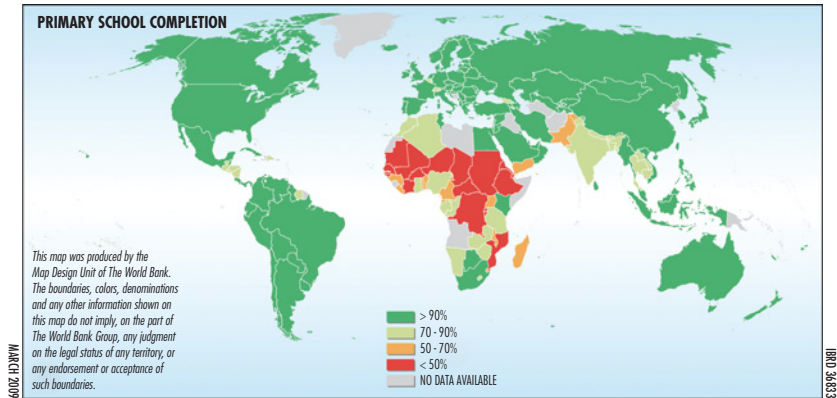 PRIMARY SCHOOL COMPLETION
This map was produced by the
Map Design Unit of The World Bank.
The boundaries, colors, denominations
and any other information shown on
this map do not imply, on the part of
The World Bank Group, any judgment
on the legal status of any territory, or
any endorsement or acceptance of
such boundaries.
> 90%
70 - 90%
50 - 70%
< 50%
NO DATA AVAILABLE
MARCH 2009
IBRD 36833